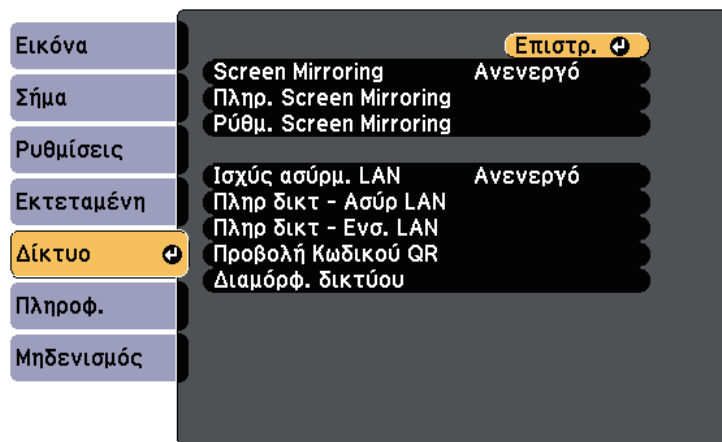 Εικόνα
Σήμα
Ρυθμίσεις
Εκτεταμένη
Δίκτυο
Πληροφ.
Μηδενισμός
Επιστρ.
Screen Mirroring Ανενεργό
Πληρ. Screen Mirroring
Ρύθμ. Screen Mirroring
Ισχύς ασύρμ. LAN Ανενεργό
Πληρ δικτ - Ασύρ LAN
Πληρ δικτ - Ενσ. LAN
Προβολή Κωδικού QR
Διαμόρφ. δικτύου